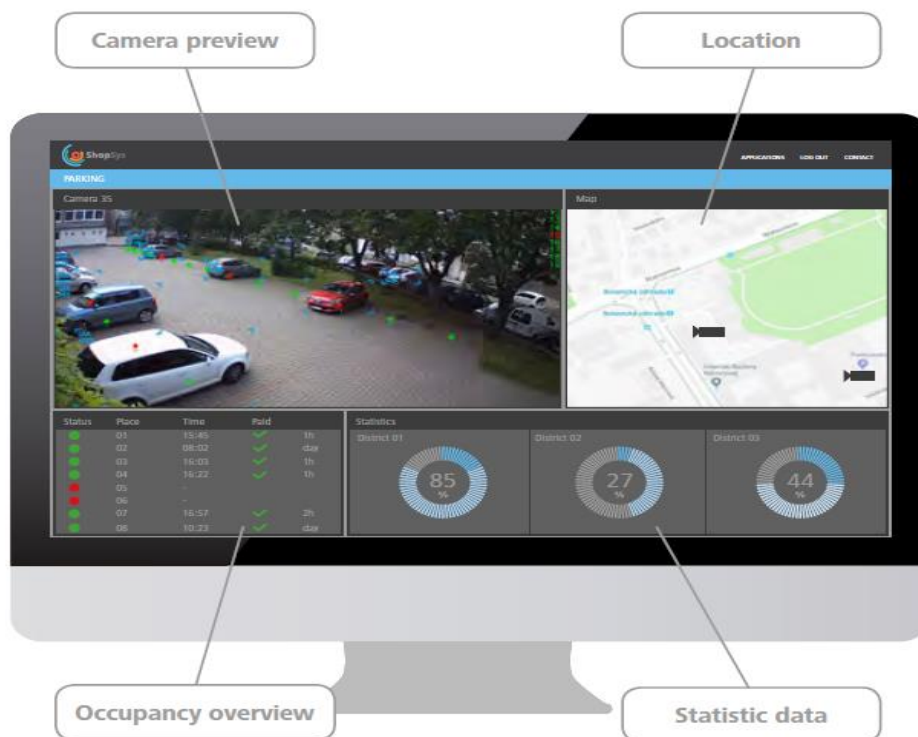 Camera preview
Location
ShopSys
APPLICATIONS LOG OUT CONTACT
PARKING
Camera 35
Map
Status Place Time Paid
01 15:45 1h
02 08:02 day
03 16:03 1h
04 16:22 1h
05 -
06 -
07 16:57 2h
08 10:23 day
Statistics
District 01
85
%
District 02
27
%
District 03
44
%
Occupancy overview
Statistic data